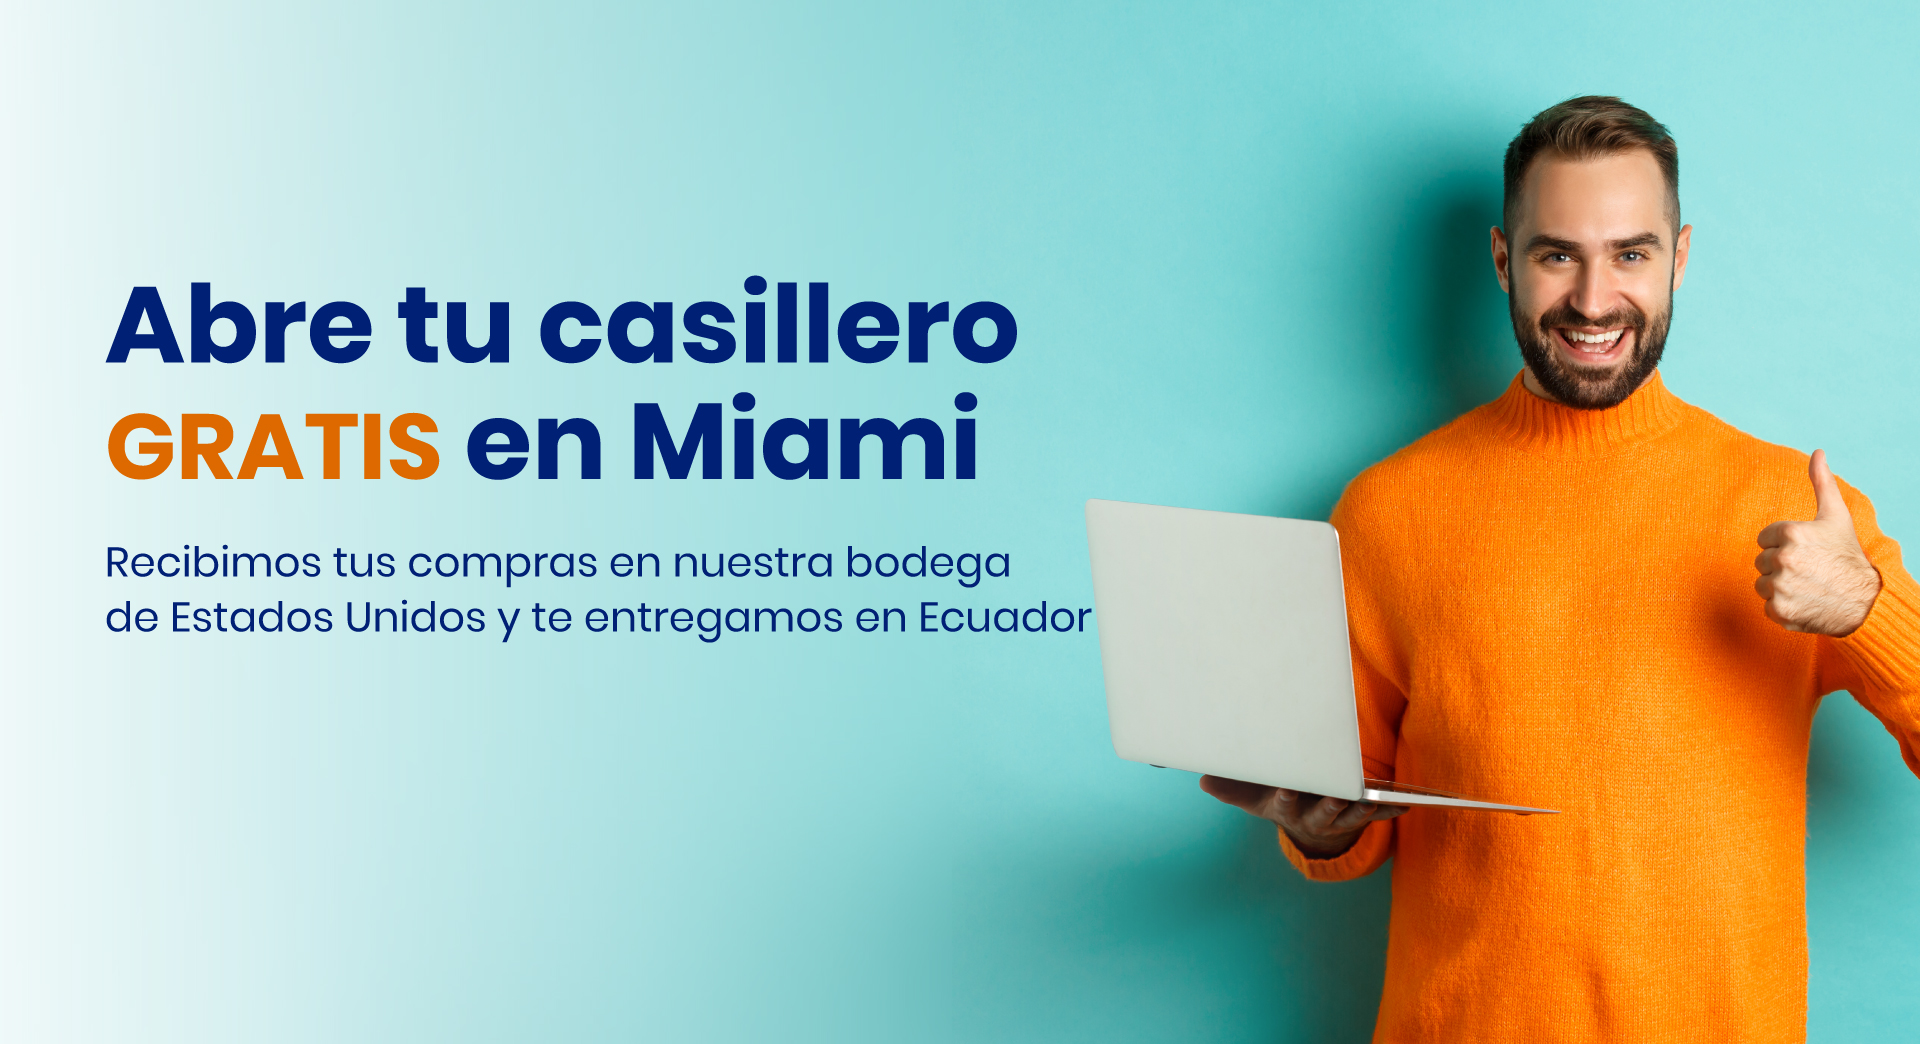 Abre tu casillero
GRATIS en Miami
Recibimos tus compras en nuestra bodega
de Estados Unidos y te entregamos en Ecuador